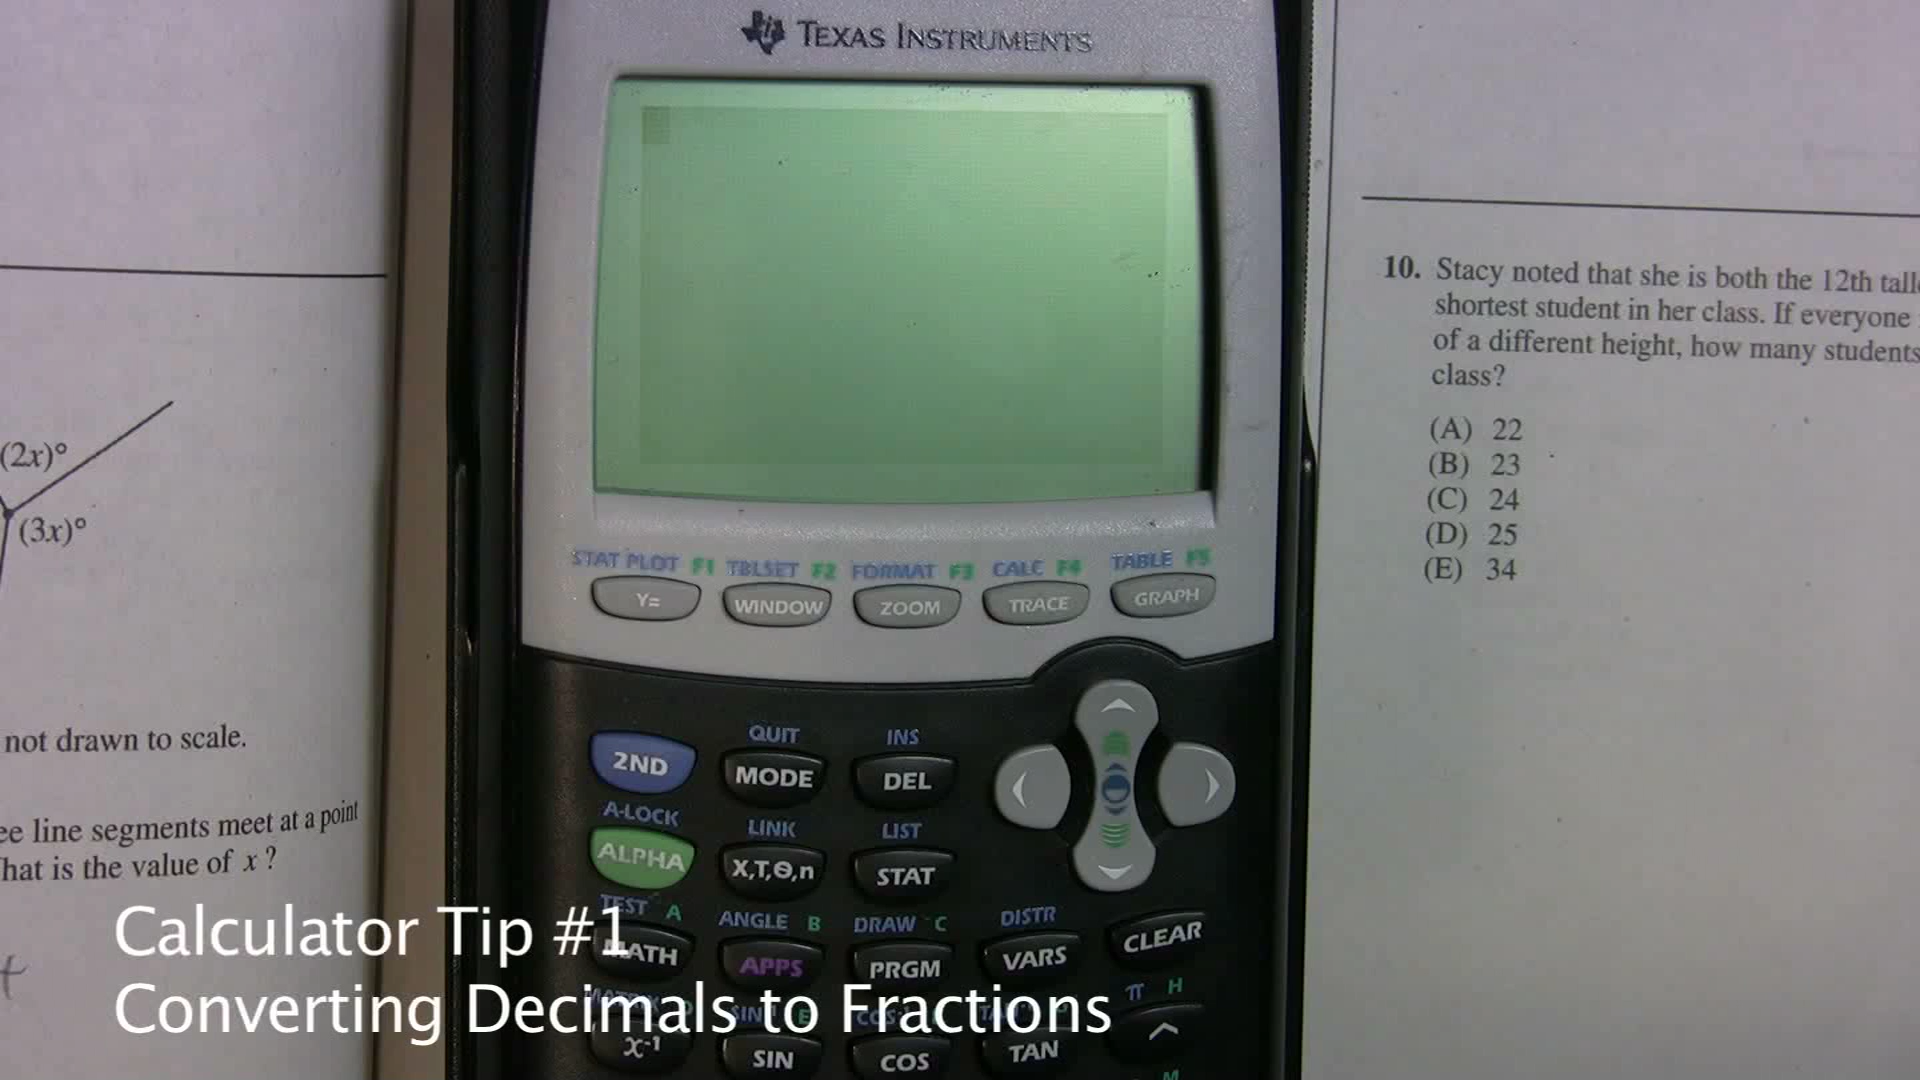 TEXAS INSTRUMENTS
(2x)°
(3x)°
not drawn to scale.
line segments meet at a point
hat is the value of x ?
10. Stacy noted that she is both the 12th
shortest student in her class. If everyone
of a different height, how many students
class?
(A) 22
(B) 23
(C) 24
(D) 25
(E) 34
STAT PLOT F1 TBLSET F2 FORMAT F3 CALC F4 TABLE F5
Y= WINDOW ZOOM TRACE GRAPH
QUIT INS
2ND MODE DEL
A-LOCK LINK LIST
ALPHA X,T,Θ,n STAT
TEST A ANGLE B DRAW C DISTR
MATH APPS PRGM VARS CLEAR
π H
x-1 SIN COS TAN ^
M
Calculator Tip #1
Converting Decimals to Fractions